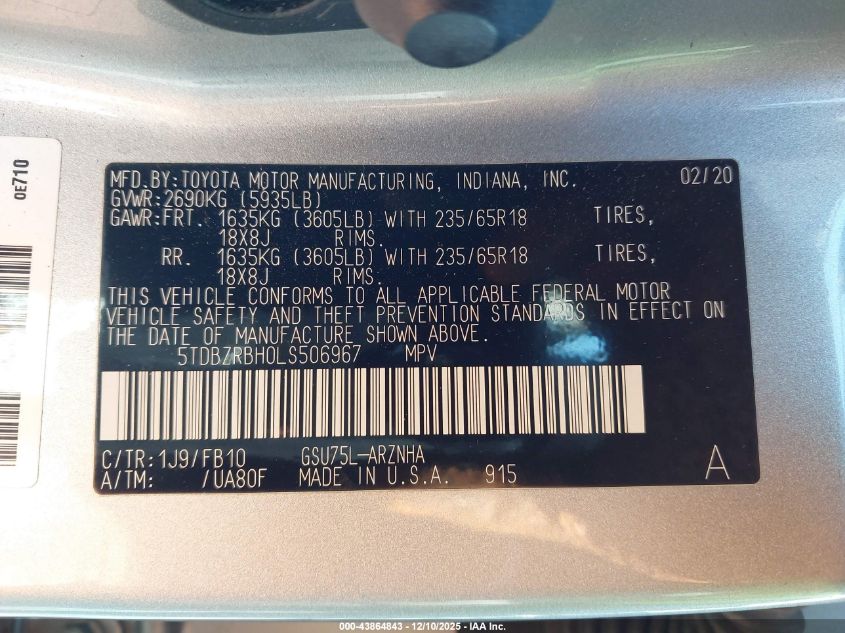 0E710
MFD.BY:TOYOTA MOTOR MANUFACTURING, INDIANA, INC. 02/20
GVWR:2690KG (5935LB)
GAWR:FRT. 1635KG (3605LB) WITH 235/65R18 TIRES,
18X8J RIMS.
RR. 1635KG (3605LB) WITH 235/65R18 TIRES,
18X8J RIMS.
THIS VEHICLE CONFORMS TO ALL APPLICABLE FEDERAL MOTOR
VEHICLE SAFETY AND THEFT PREVENTION STANDARDS IN EFFECT ON
THE DATE OF MANUFACTURE SHOWN ABOVE.
5TDBZRBH0LS506967 MPV
C/TR:1J9/FB10 GSU75L-ARZNHA A
A/TM: /UA80F MADE IN U.S.A. 915
000-43864843 - 12/10/2025 - IAA Inc.